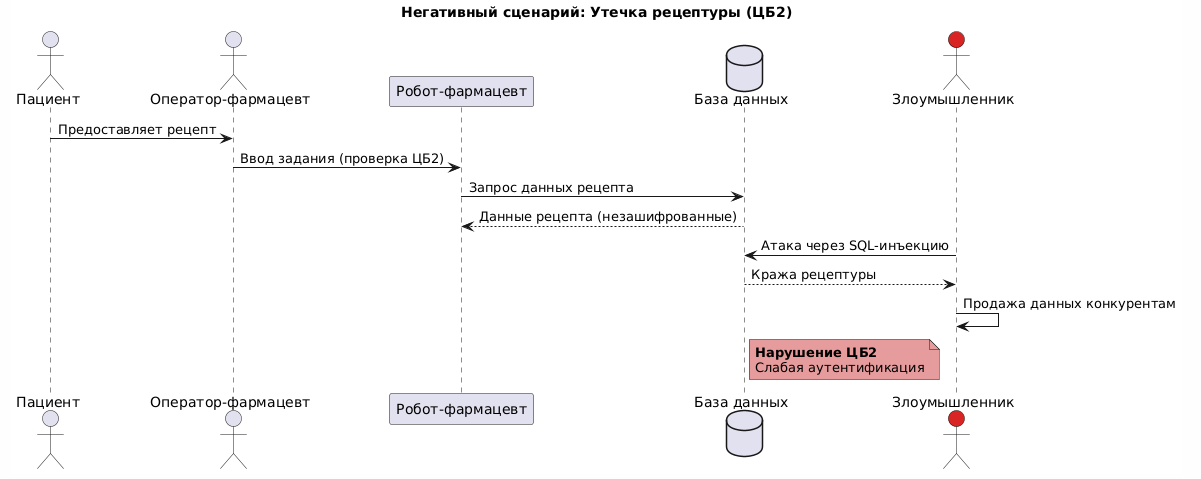 Негативный сценарий: Утечка рецептуры (ЦБ2)
Пациент
Оператор-фармацевт
Робот-фармацевт
База данных
Злоумышленник
Предоставляет рецепт
Ввод задания (проверка ЦБ2)
Запрос данных рецепта
Данные рецепта (незашифрованные)
Атака через SQL-инъекцию
Кража рецептуры
Продажа данных конкурентам
Нарушение ЦБ2
Слабая аутентификация
Пациент
Оператор-фармацевт
Робот-фармацевт
База данных
Злоумышленник